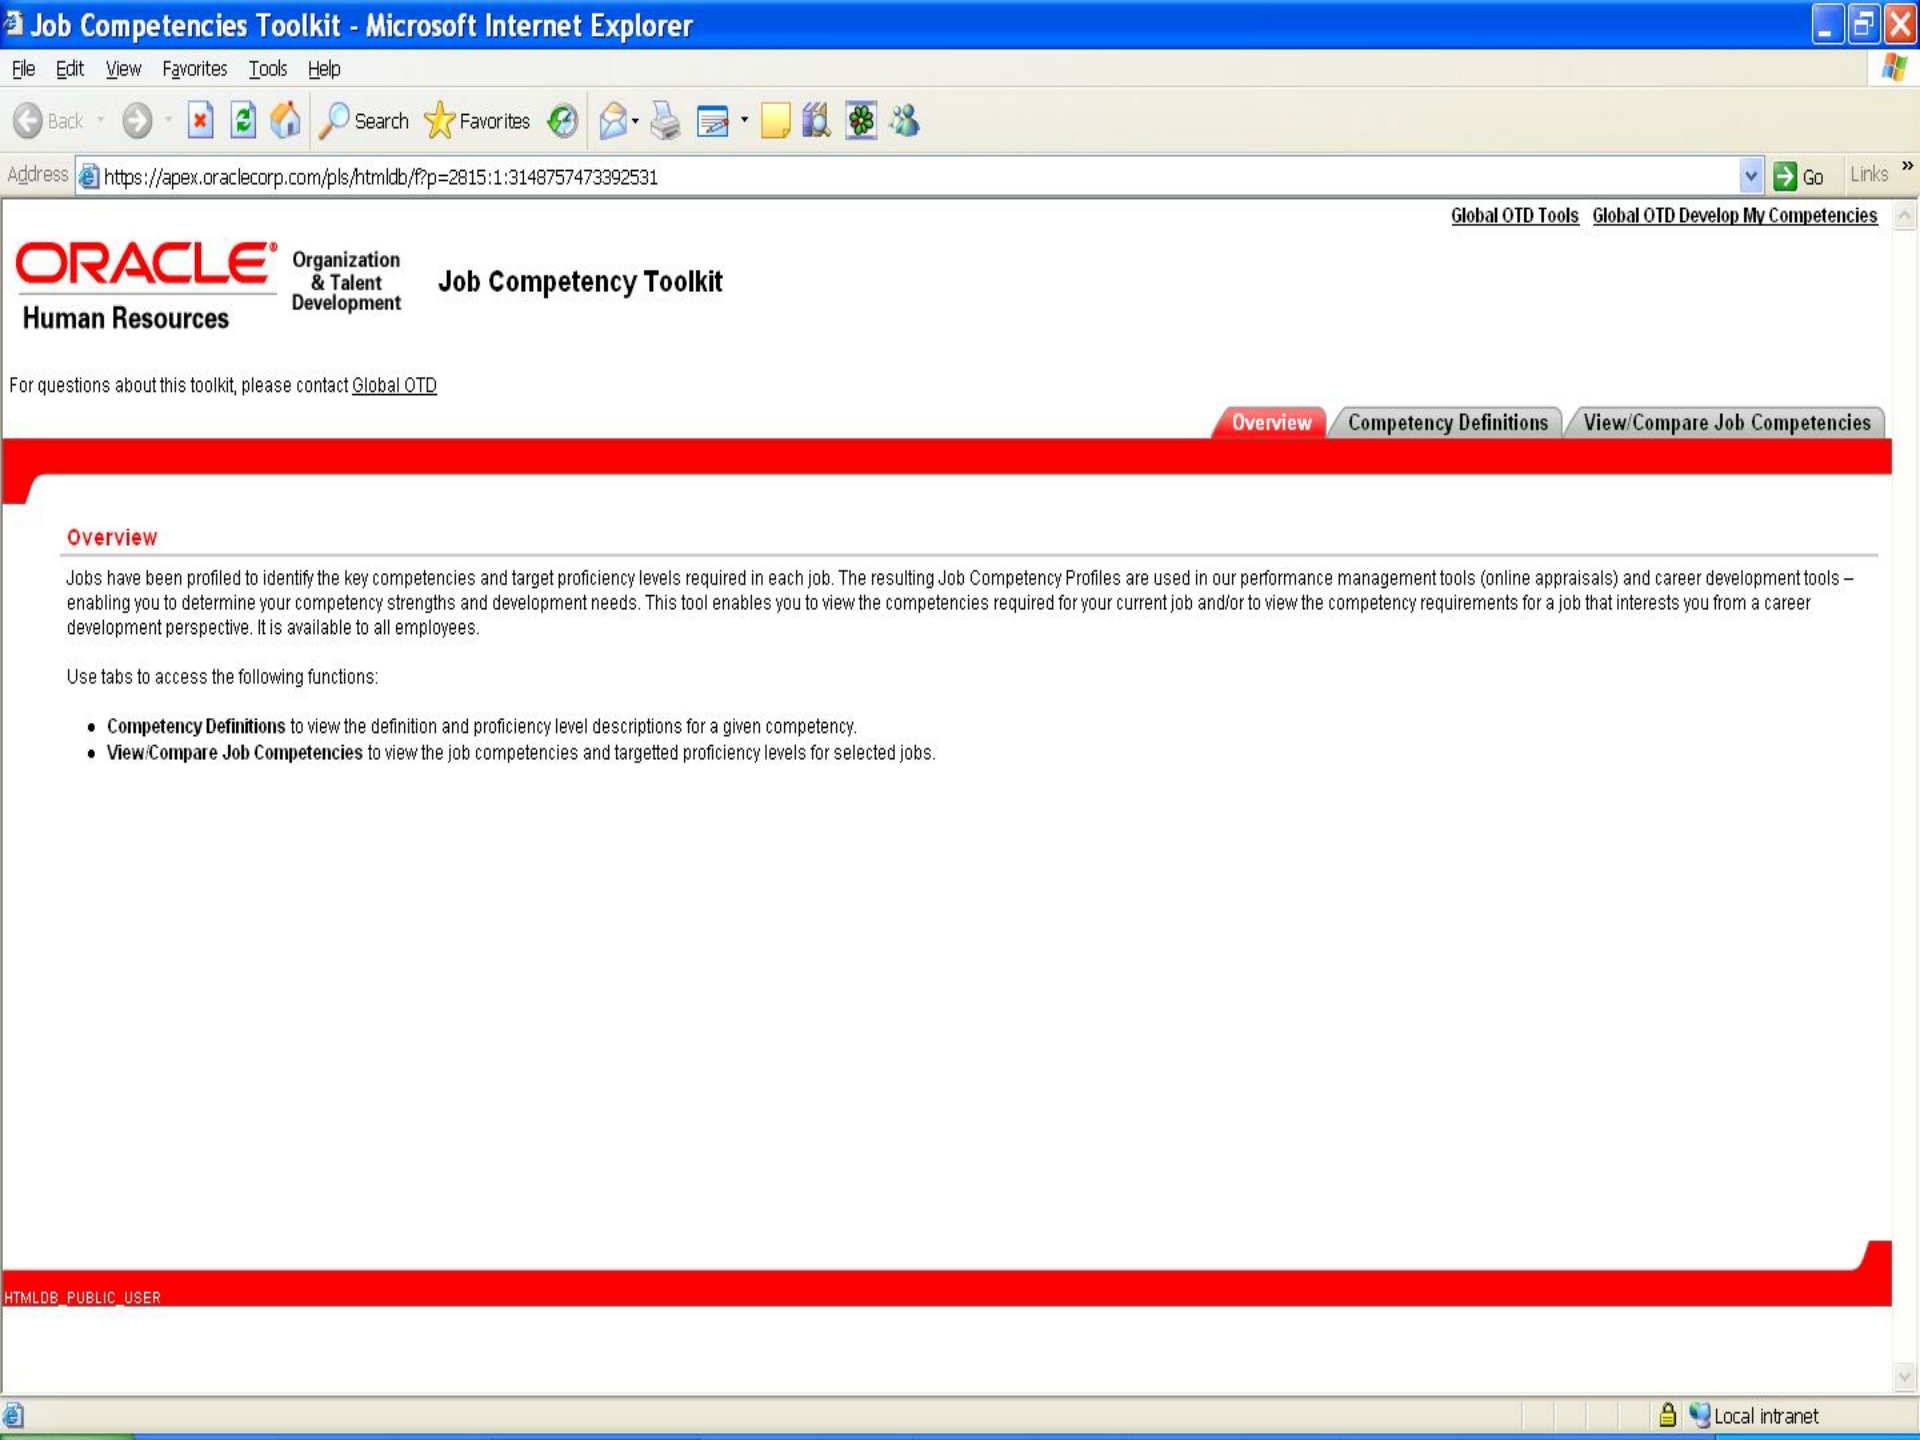 Job Competencies Toolkit - Microsoft Internet Explorer
File Edit View Favorites Tools Help
Back Search Favorites
Address https://apex.oraclecorp.com/pls/htmldb/f?p=2815:1:3148757473392531 Go Links »
Global OTD Tools Global OTD Develop My Competencies
ORACLE® Organization
& Talent
Development
Job Competency Toolkit
Human Resources
For questions about this toolkit, please contact Global OTD
Overview Competency Definitions View/Compare Job Competencies
Overview
Jobs have been profiled to identify the key competencies and target proficiency levels required in each job. The resulting Job Competency Profiles are used in our performance management tools (online appraisals) and career development tools –
enabling you to determine your competency strengths and development needs. This tool enables you to view the competencies required for your current job and/or to view the competency requirements for a job that interests you from a career
development perspective. It is available to all employees.
Use tabs to access the following functions:
• Competency Definitions to view the definition and proficiency level descriptions for a given competency.
• View/Compare Job Competencies to view the job competencies and targetted proficiency levels for selected jobs.
HTMLDB_PUBLIC_USER
Local intranet